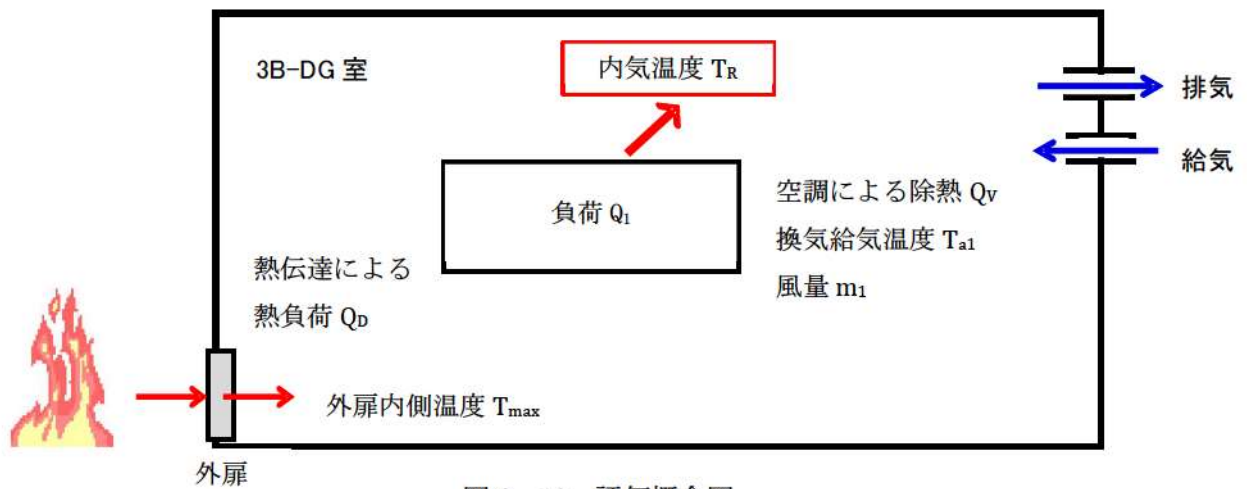 3B-DG 室
内気温度 TR
排気
給気
負荷 Q1
空調による除熱 QV
換気給気温度 Ta1
風量 m1
熱伝達による
熱負荷 QD
外扉内側温度 Tmax
外扉